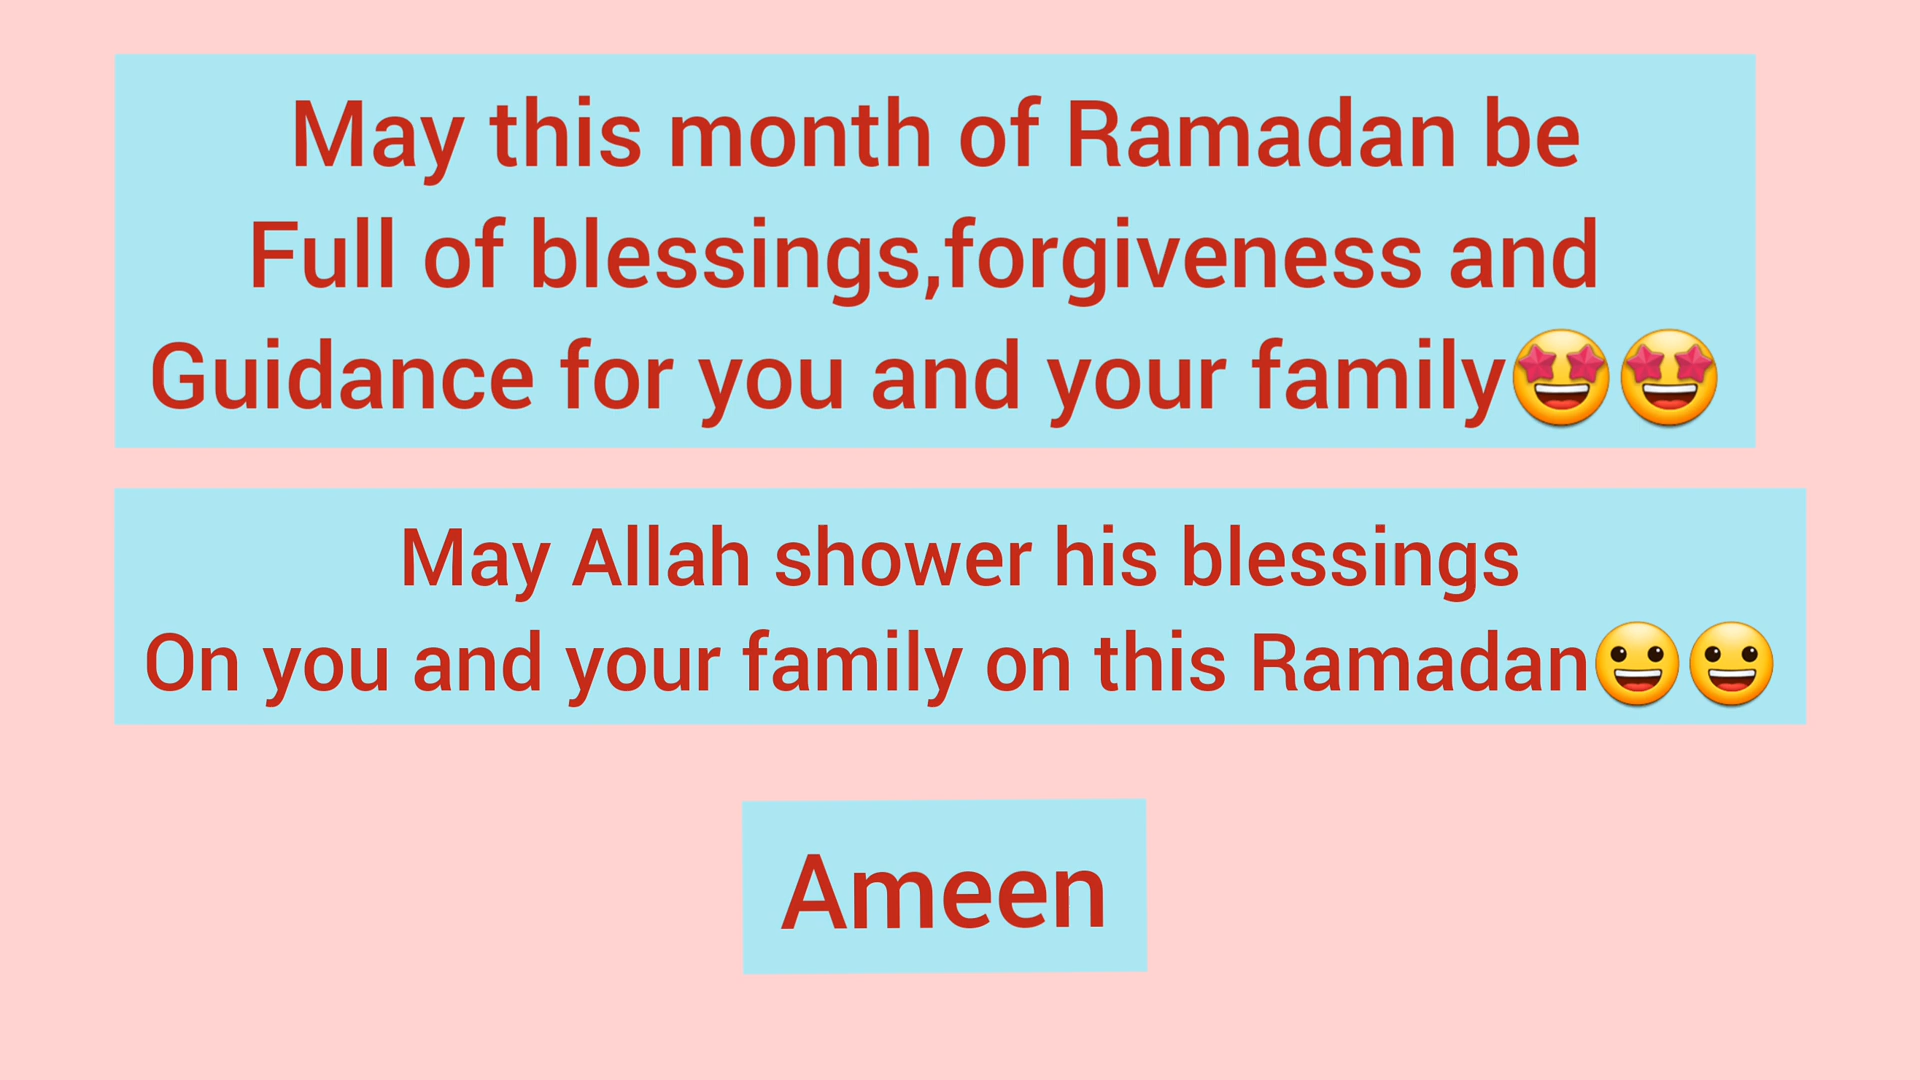 May this month of Ramadan be
Full of blessings,forgiveness and
Guidance for you and your family🤩🤩
May Allah shower his blessings
On you and your family on this Ramadan😀😀
Ameen